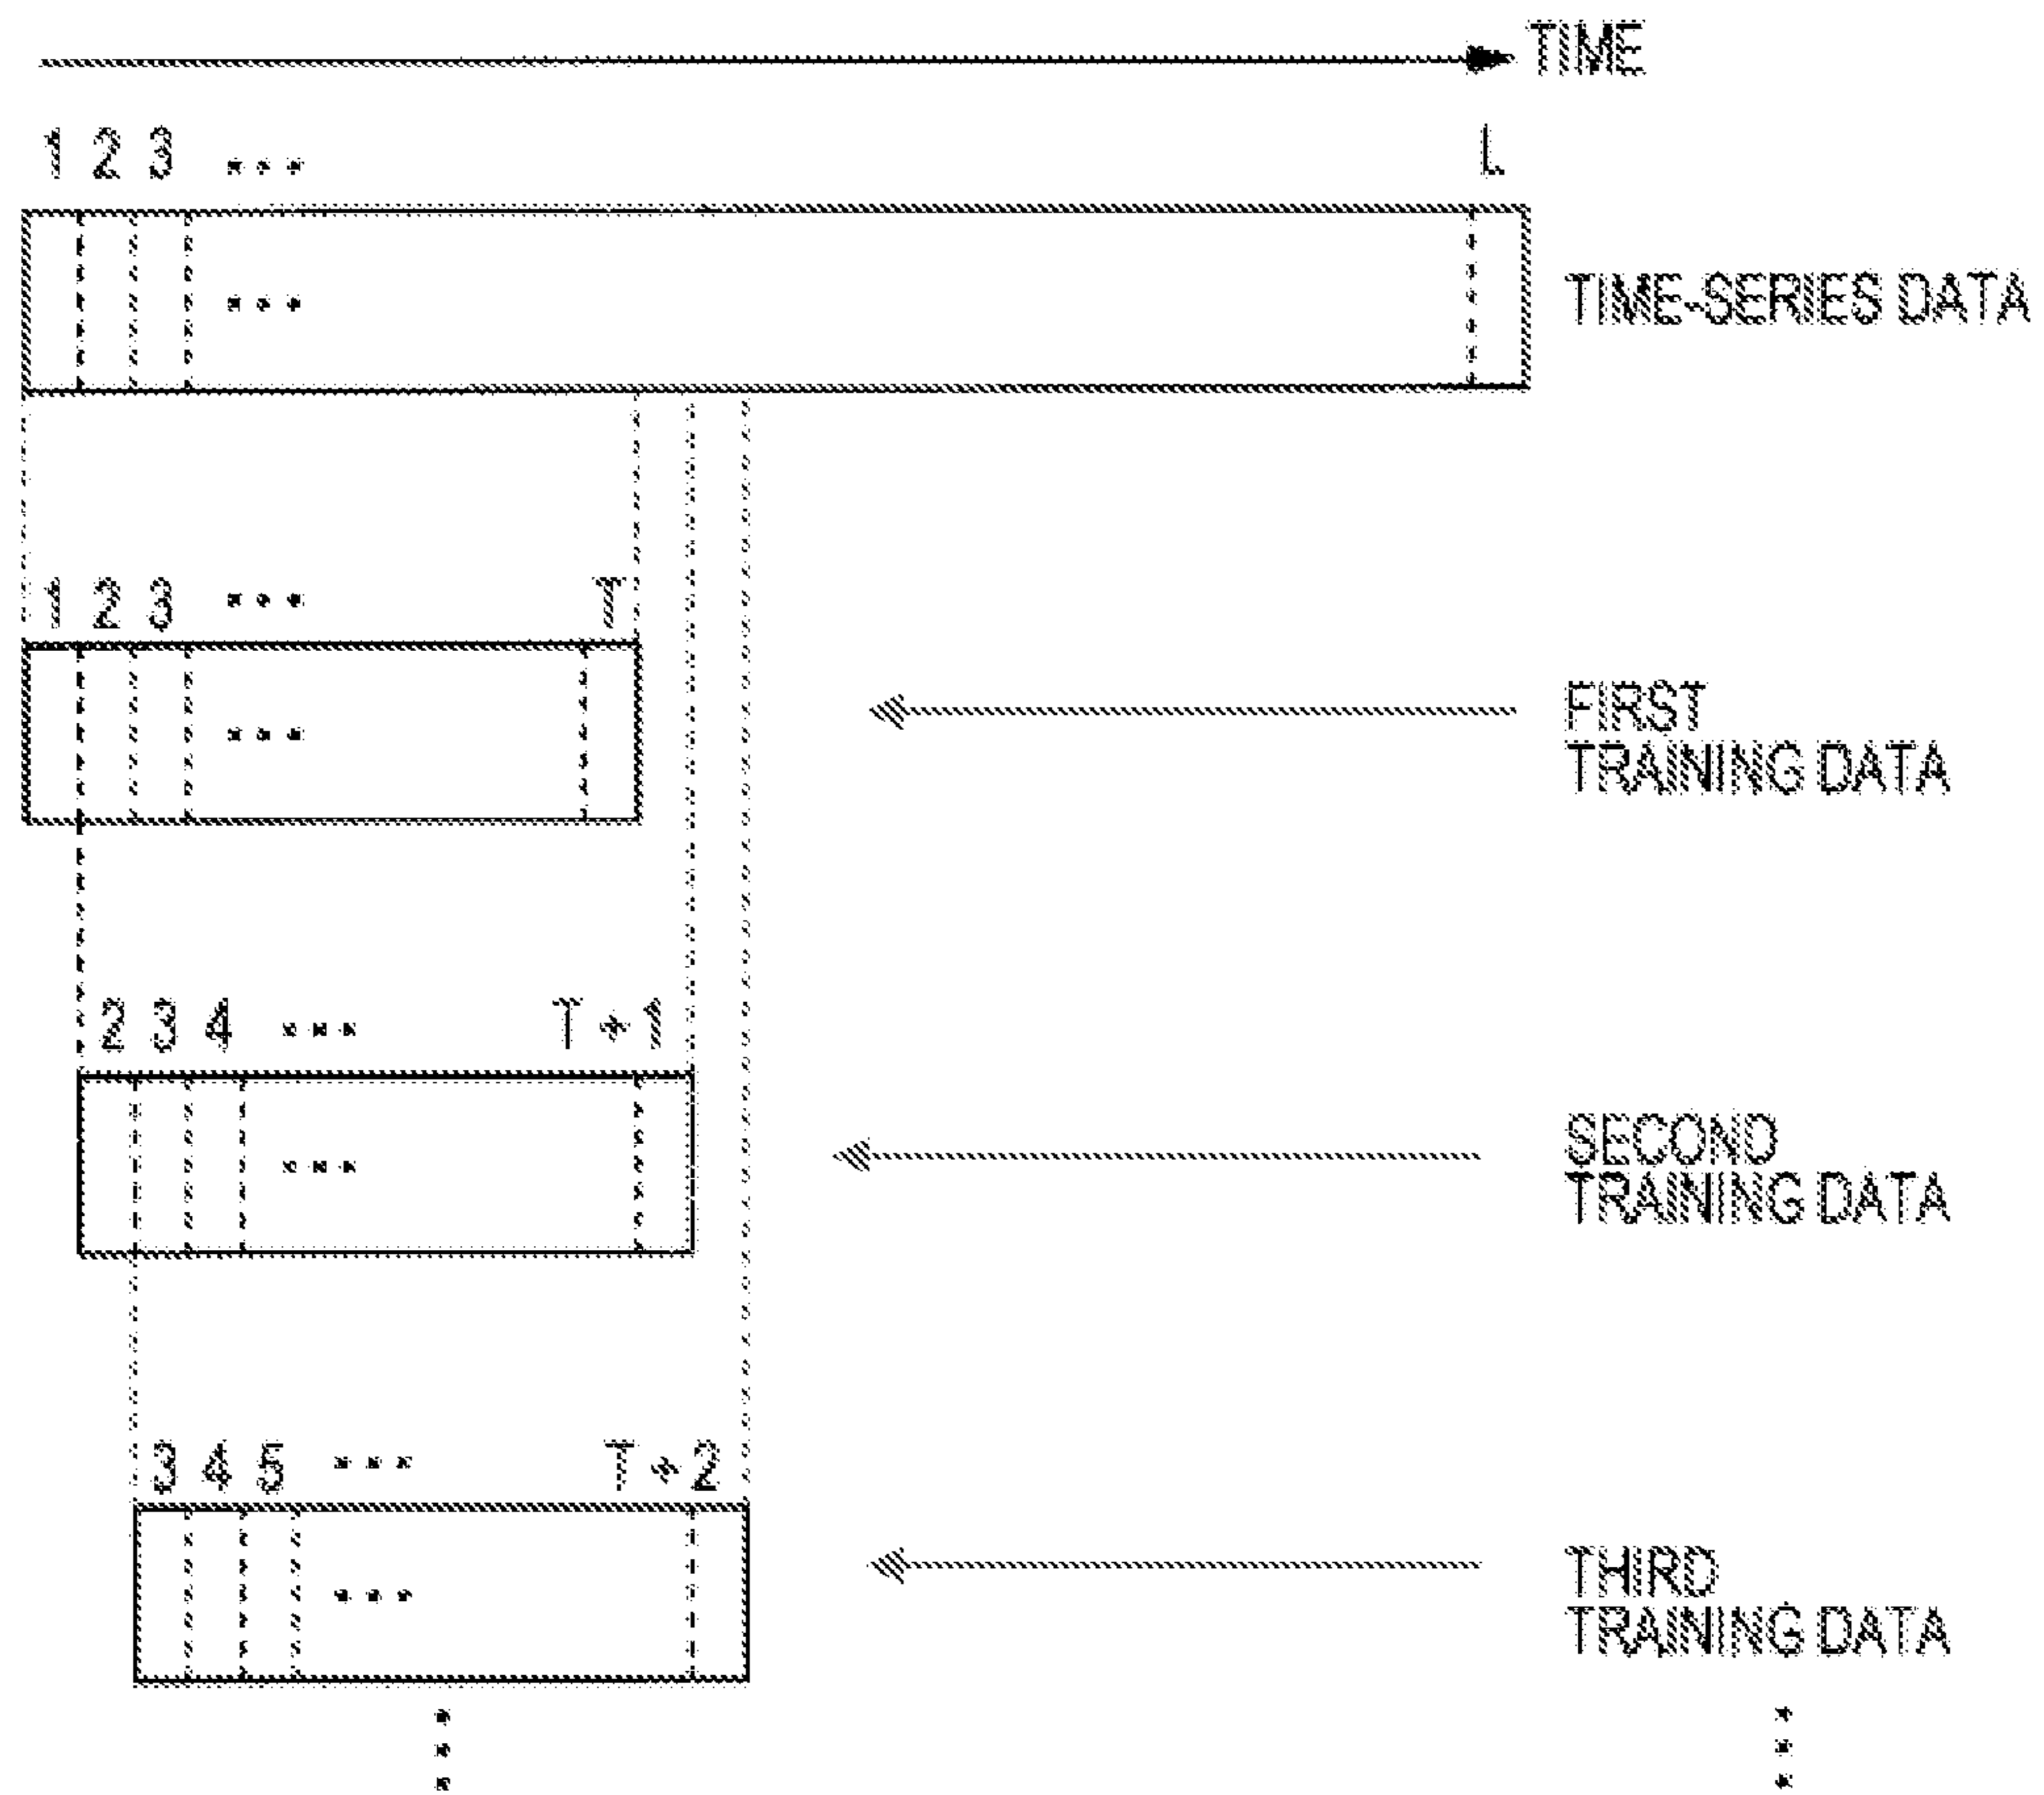 TIME
1 2 3 ... L
... TIME-SERIES DATA
1 2 3 ... T
... FIRST
TRAINING DATA
2 3 4 ... T+1
... SECOND
TRAINING DATA
3 4 5 ... T+2
... THIRD
TRAINING DATA